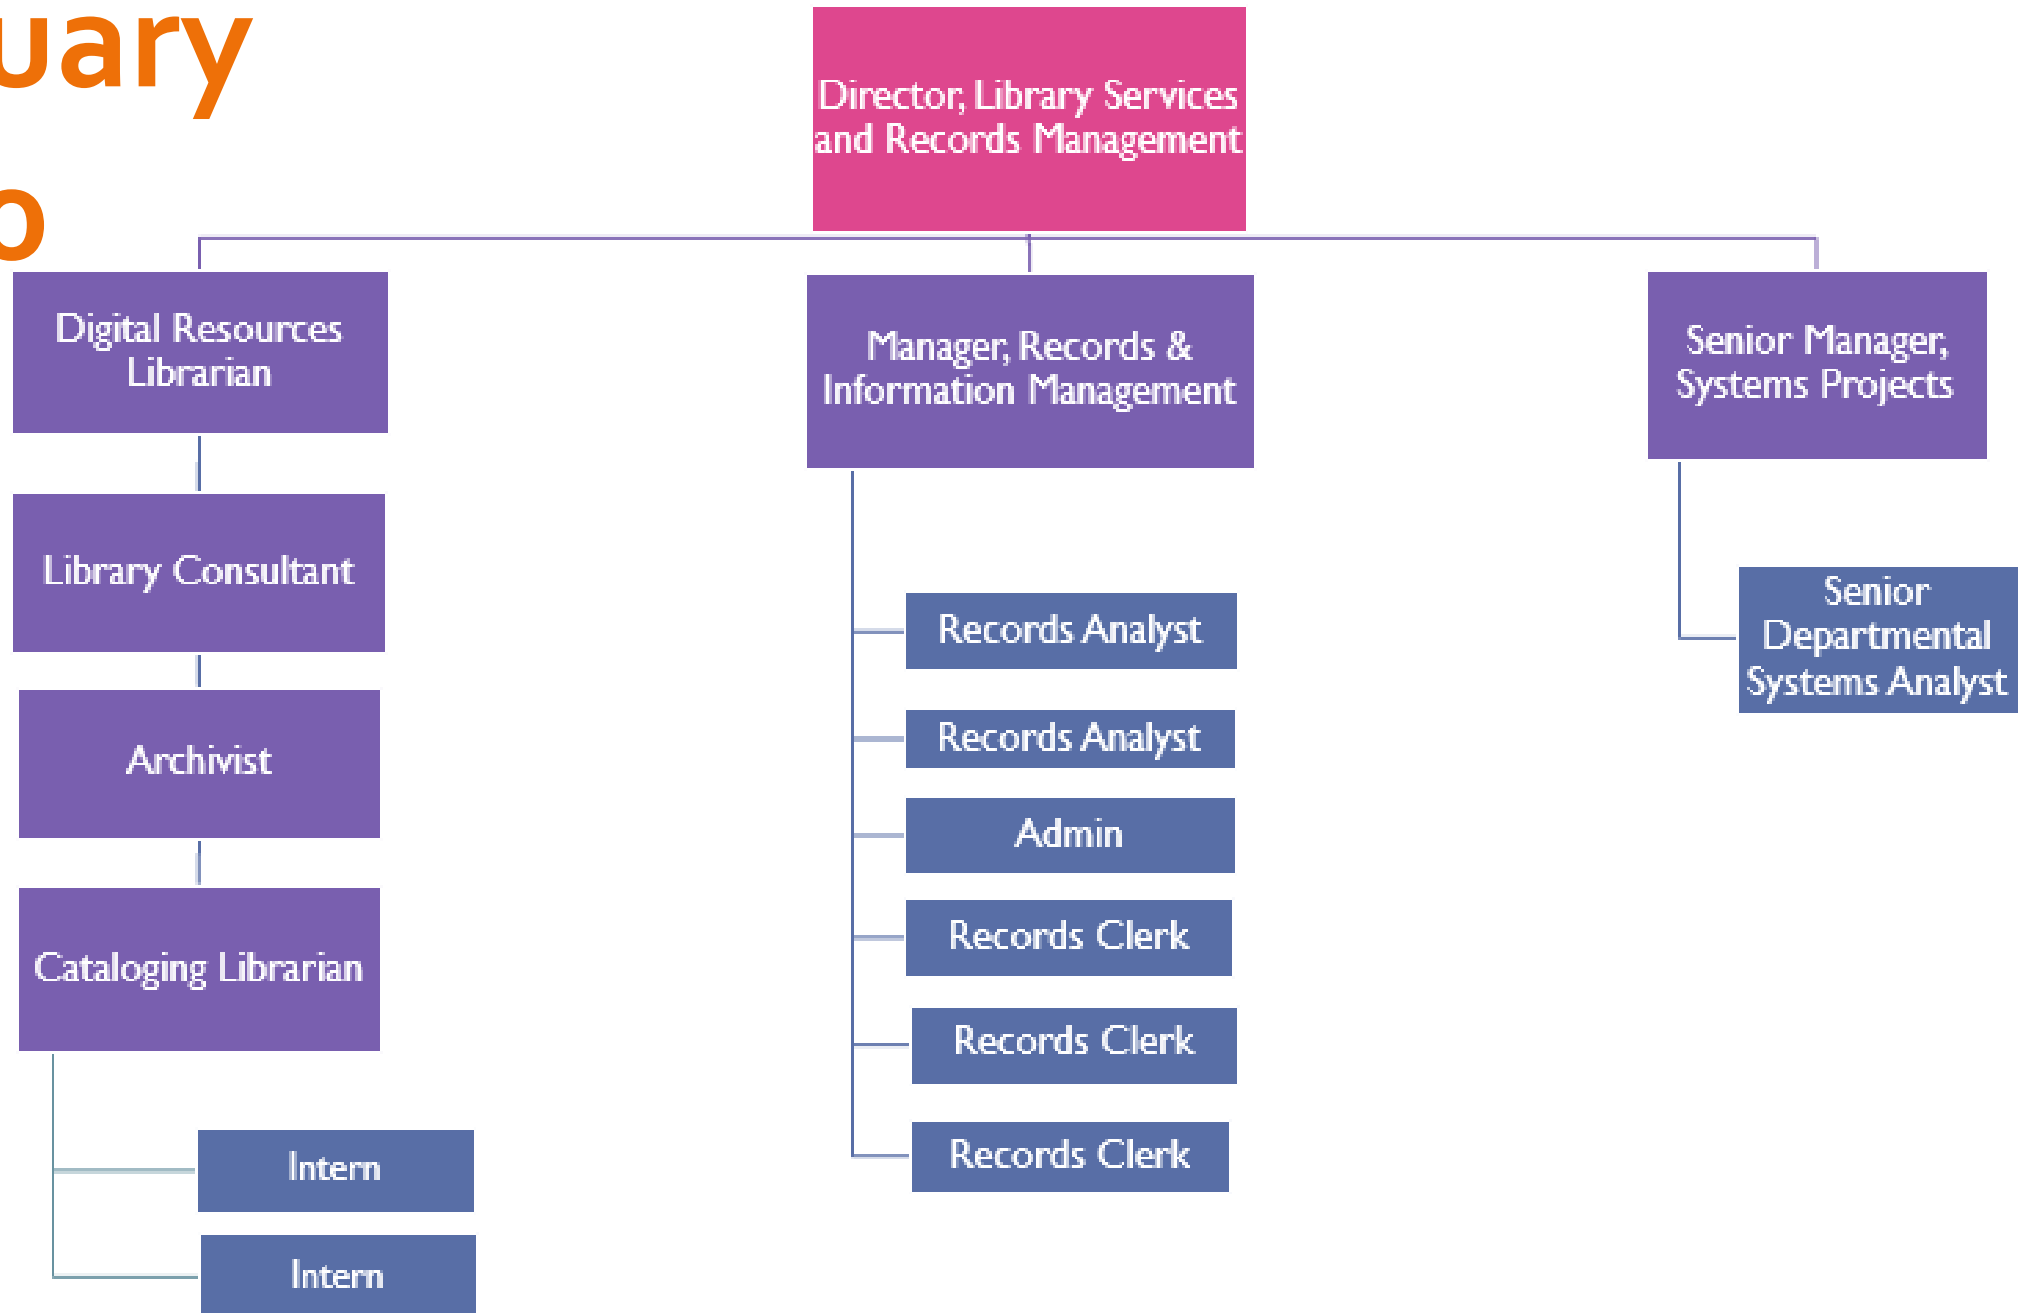 uary
Director, Library Services
and Records Management
Digital Resources
Librarian
Library Consultant
Archivist
Cataloging Librarian
Intern
Intern
Manager, Records &
Information Management
Records Analyst
Records Analyst
Admin
Records Clerk
Records Clerk
Records Clerk
Senior Manager,
Systems Projects
Senior
Departmental
Systems Analyst